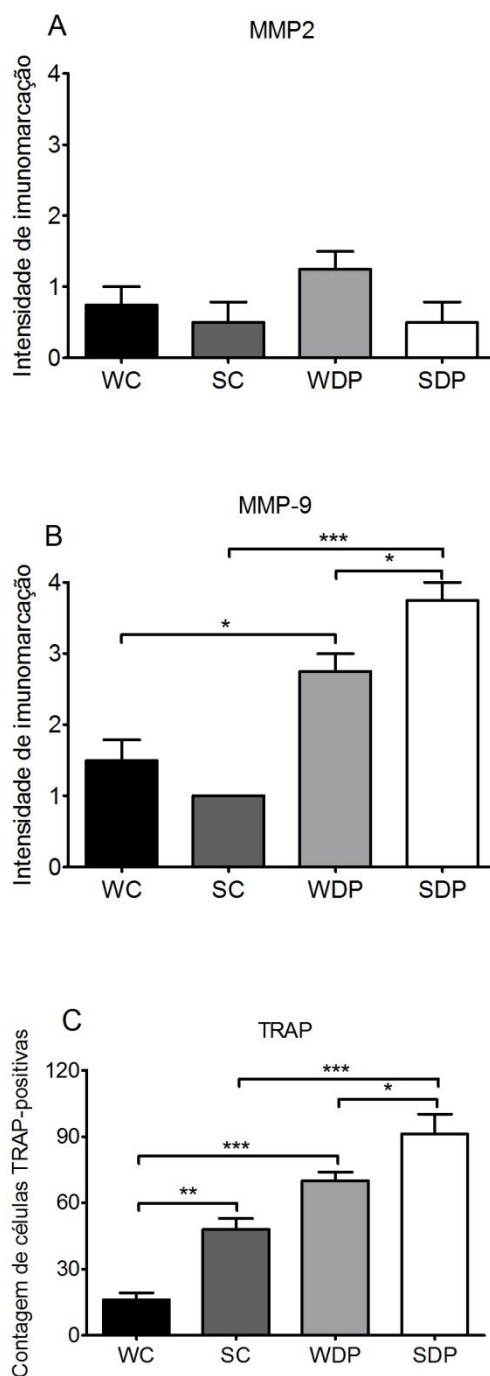 A
MMP2
Intensidade de imunomarcação
4
3
2
1
0
WC SC WDP SDP
B
MMP-9
Intensidade de imunomarcação
***
*
*
4
3
2
1
0
WC SC WDP SDP
C
TRAP
Contagem de células TRAP-positivas
***
*
***
**
120
90
60
30
0
WC SC WDP SDP